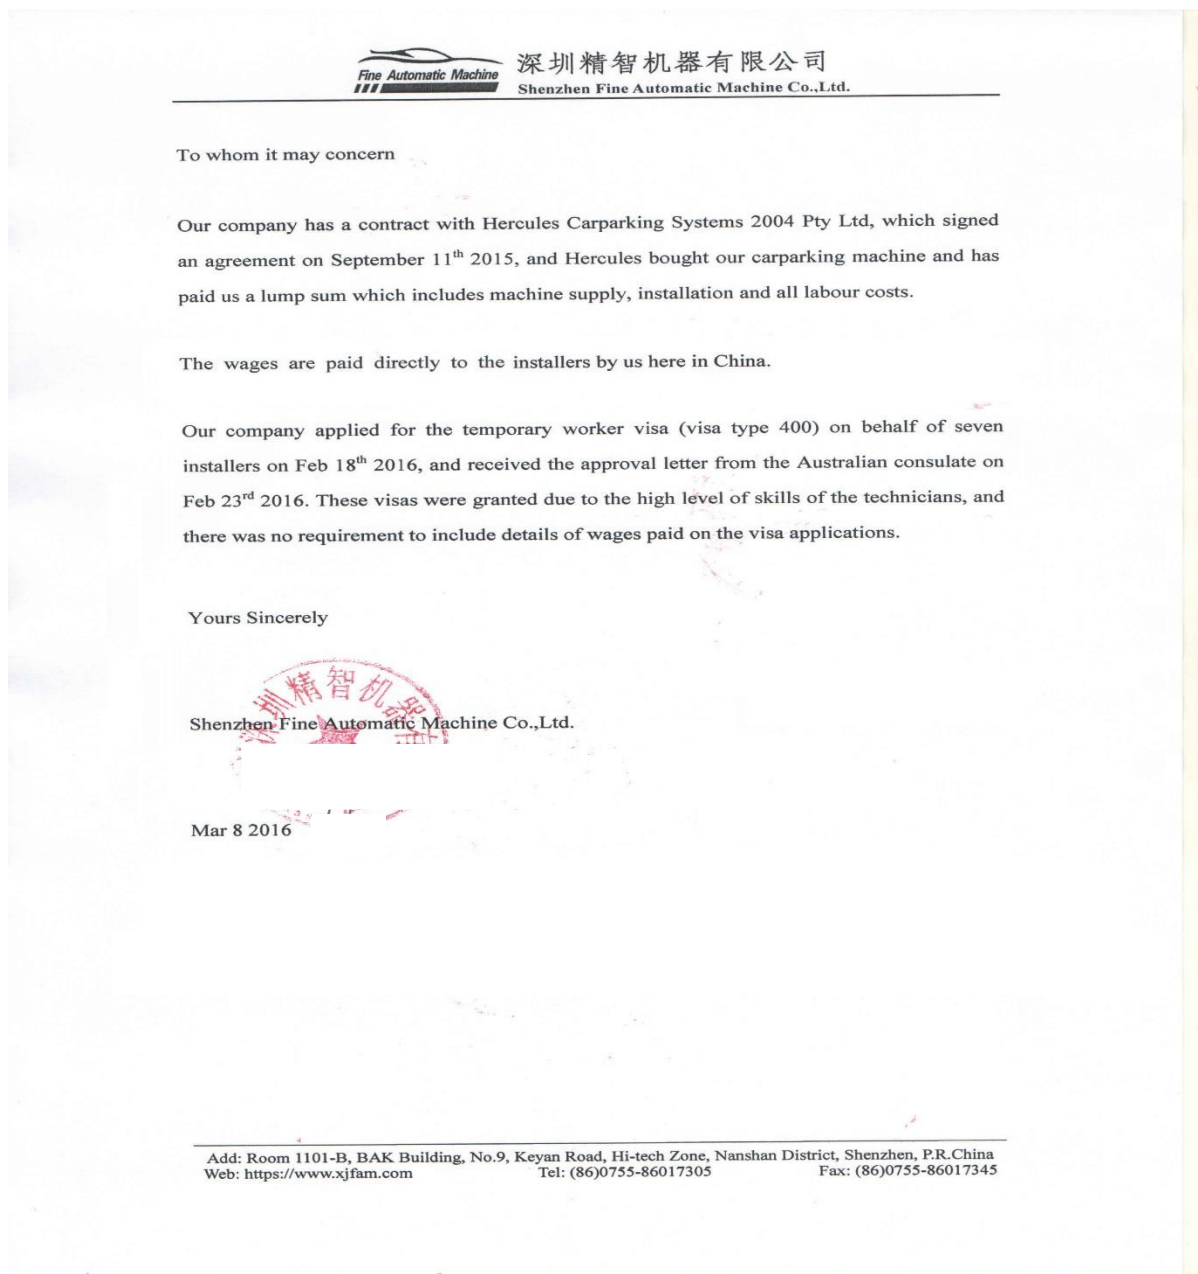 Fine Automatic Machine
深圳精智机器有限公司
Shenzhen Fine Automatic Machine Co.,Ltd.
To whom it may concern
Our company has a contract with Hercules Carparking Systems 2004 Pty Ltd, which signed
an agreement on September 11th 2015, and Hercules bought our carparking machine and has
paid us a lump sum which includes machine supply, installation and all labour costs.
The wages are paid directly to the installers by us here in China.
Our company applied for the temporary worker visa (visa type 400) on behalf of seven
installers on Feb 18th 2016, and received the approval letter from the Australian consulate on
Feb 23rd 2016. These visas were granted due to the high level of skills of the technicians, and
there was no requirement to include details of wages paid on the visa applications.
Yours Sincerely
深圳精智机器有
Shenzhen Fine Automatic Machine Co.,Ltd.
Mar 8 2016
Add: Room 1101-B, BAK Building, No.9, Keyan Road, Hi-tech Zone, Nanshan District, Shenzhen, P.R.China
Web: https://www.xjfam.com Tel: (86)0755-86017305 Fax: (86)0755-86017345